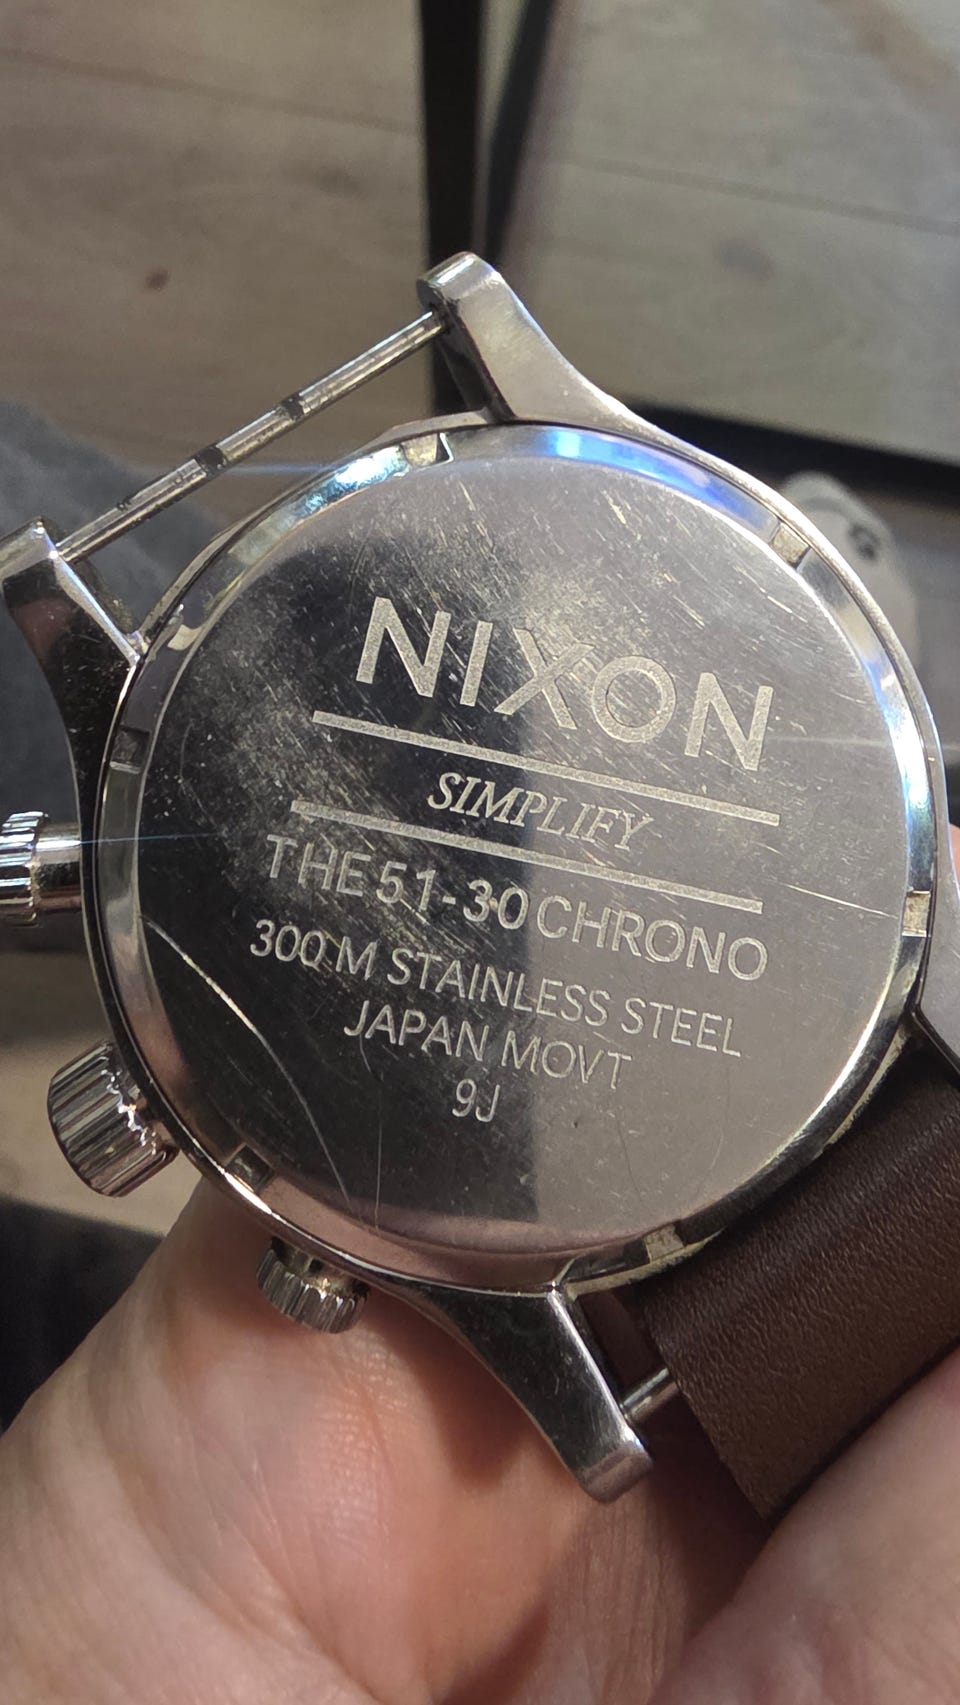 NIXON
SIMPLIFY
THE 51-30 CHRONO
300 M STAINLESS STEEL
JAPAN MOVT
9J